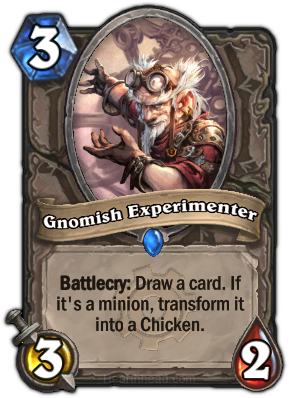 3
Gnomish Experimenter
Battlecry: Draw a card. If
it's a minion, transform it
into a Chicken.
3
2